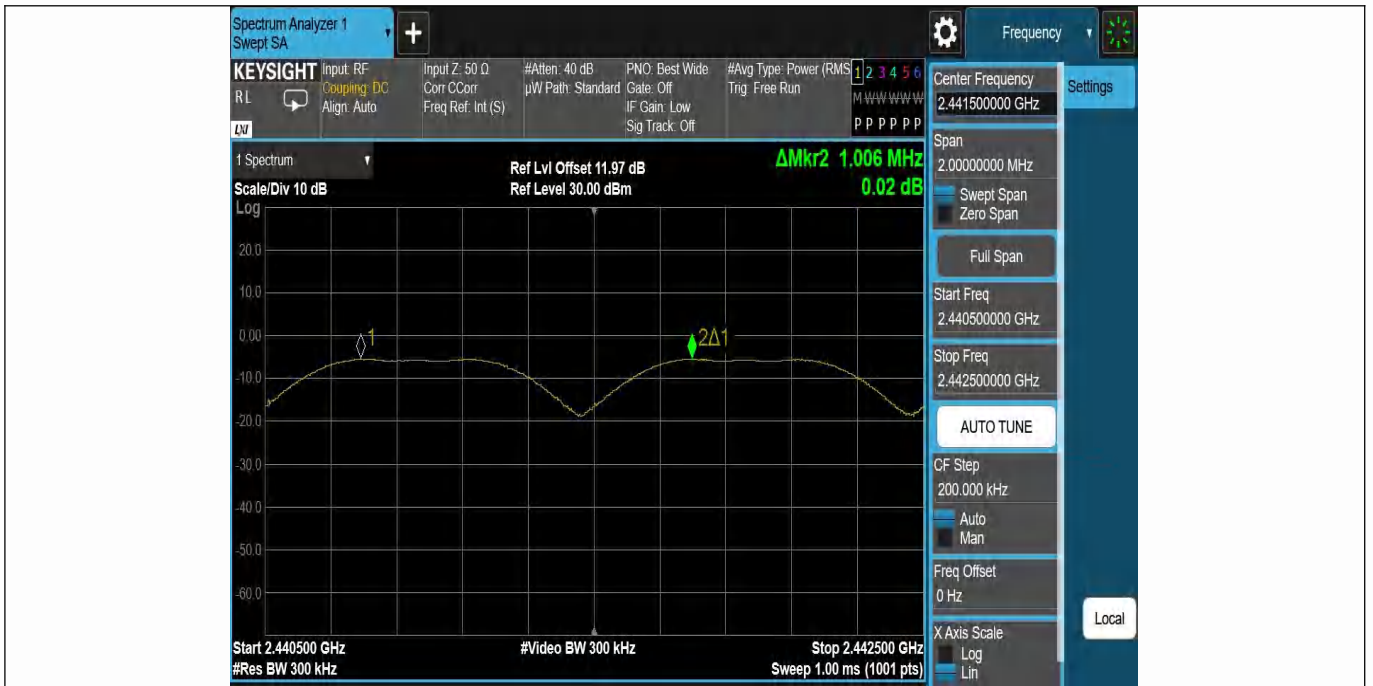 Spectrum Analyzer 1
Swept SA
+
Frequency
KEYSIGHT
RL
LXI
Input: RF
Coupling: DC
Align: Auto
Input Z: 50 Ω
Corr CCorr
Freq Ref: Int (S)
#Atten: 40 dB
µW Path: Standard
PNO: Best Wide
Gate: Off
IF Gain: Low
Sig Track: Off
#Avg Type: Power (RMS
Trig: Free Run
1 2 3 4 5 6
M W W W W W
P P P P P P
1 Spectrum
Scale/Div 10 dB
Log
Ref Lvl Offset 11.97 dB
Ref Level 30.00 dBm
ΔMkr2 1.006 MHz
0.02 dB
20.0
10.0
0.00
-10.0
-20.0
-30.0
-40.0
-50.0
-60.0
1
2Δ1
Start 2.440500 GHz
#Res BW 300 kHz
#Video BW 300 kHz
Stop 2.442500 GHz
Sweep 1.00 ms (1001 pts)
Center Frequency
2.441500000 GHz
Span
2.00000000 MHz
Swept Span
Zero Span
Full Span
Start Freq
2.440500000 GHz
Stop Freq
2.442500000 GHz
AUTO TUNE
CF Step
200.000 kHz
Auto
Man
Freq Offset
0 Hz
X Axis Scale
Log
Lin
Settings
Local